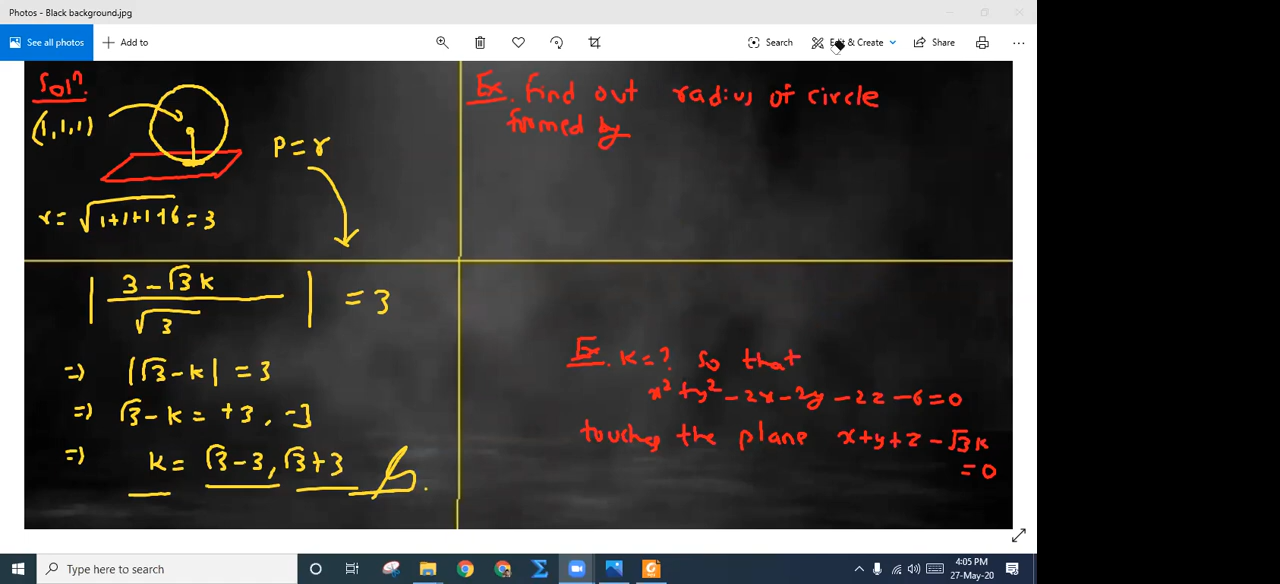 Photos - Black background.jpg
See all photos
Add to
Search
Edit & Create
Share
Solⁿ.
(1,1,1)
P = r
r = √1+1+1+6 = 3
| 3 - √3 k / √3 | = 3
=> |√3 - k| = 3
=> √3 - k = +3, -3
=> k = √3 - 3, √3 + 3
Ex. Find out radius of circle
formed by
Ex. k = ? So that
x² + y² - 2x - 2y - 2z - 6 = 0
touches the plane x + y + z - √3 k
= 0
Type here to search
4:05 PM
27-May-20